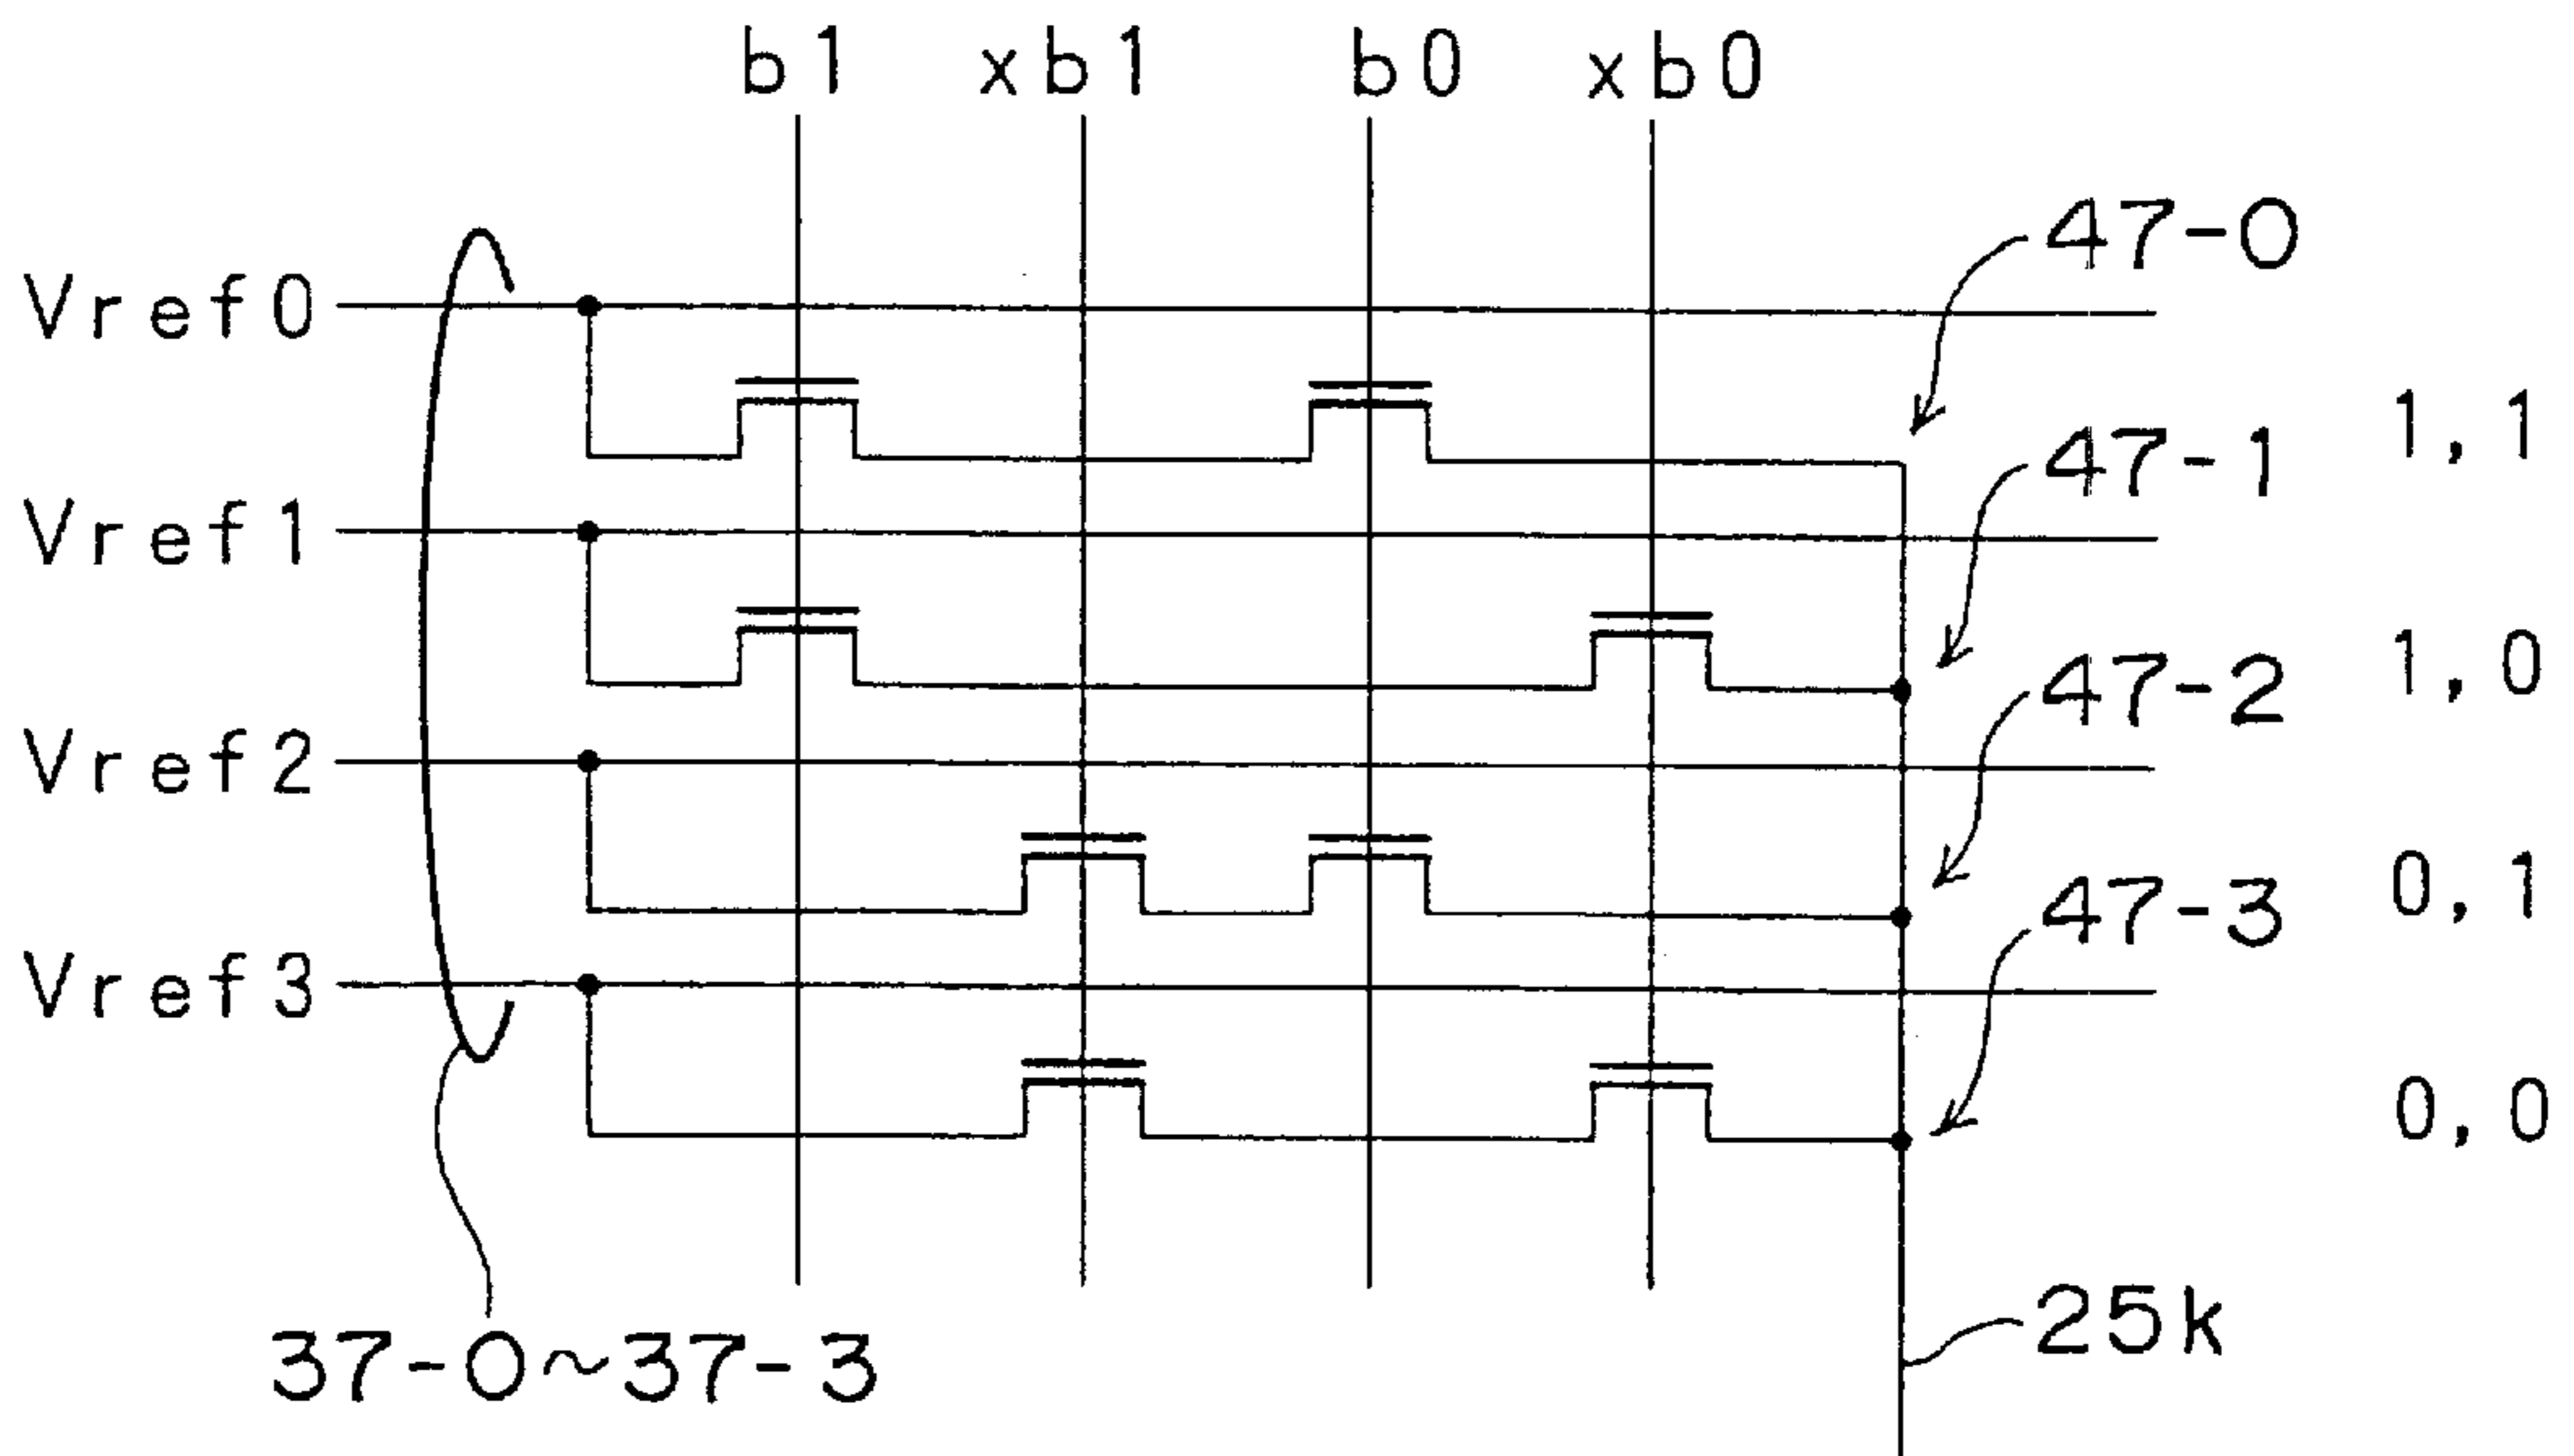 b1 xb1 b0 xb0
47-0
Vref0
1,1
47-1
Vref1
1,0
47-2
Vref2
0,1
47-3
Vref3
0,0
25k
37-0~37-3